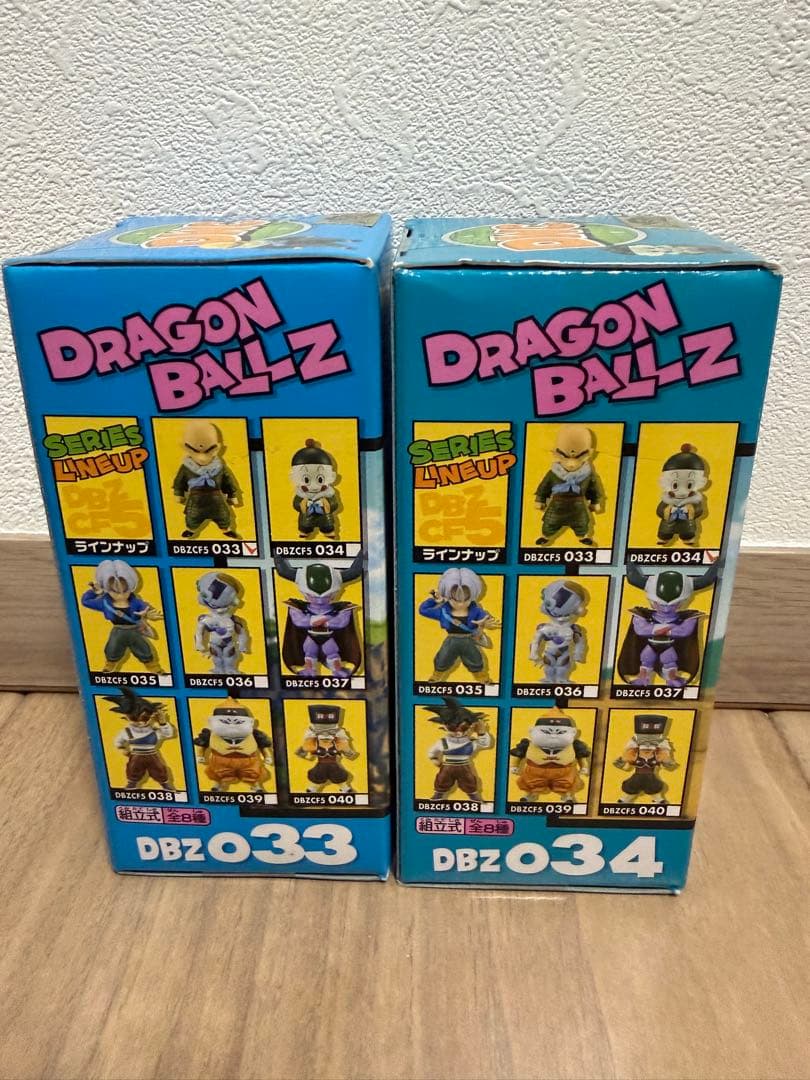 DRAGON
BALLZ
SERIES
LINEUP
DBZ
CF5
ラインナップ
DBZCF5 033
DBZCF5 034
DBZCF5 035
DBZCF5 036
DBZCF5 037
DBZCF5 038
DBZCF5 039
DBZCF5 040
組立式 全8種
DBZ 033
DRAGON
BALLZ
SERIES
LINEUP
DBZ
CF5
ラインナップ
DBZCF5 033
DBZCF5 034
DBZCF5 035
DBZCF5 036
DBZCF5 037
DBZCF5 038
DBZCF5 039
DBZCF5 040
組立式 全8種
DBZ 034